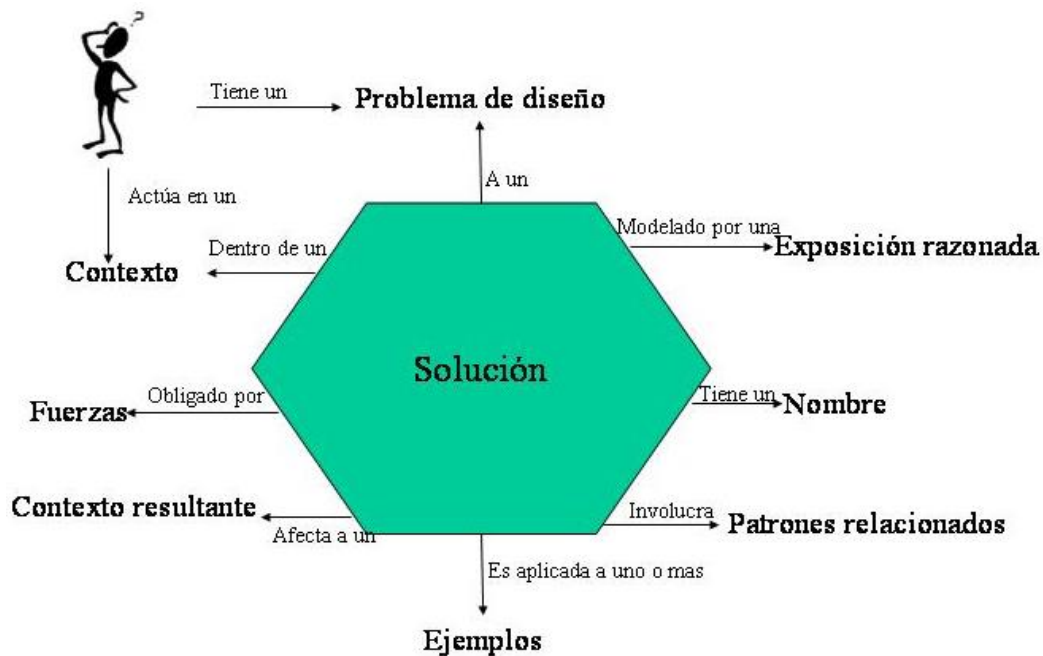 ?
Tiene un
Problema de diseño
Actúa en un
A un
Modelado por una
Dentro de un
Exposición razonada
Contexto
Solución
Obligado por
Tiene un
Fuerzas
Nombre
Contexto resultante
Involucra
Afecta a un
Patrones relacionados
Es aplicada a uno o mas
Ejemplos